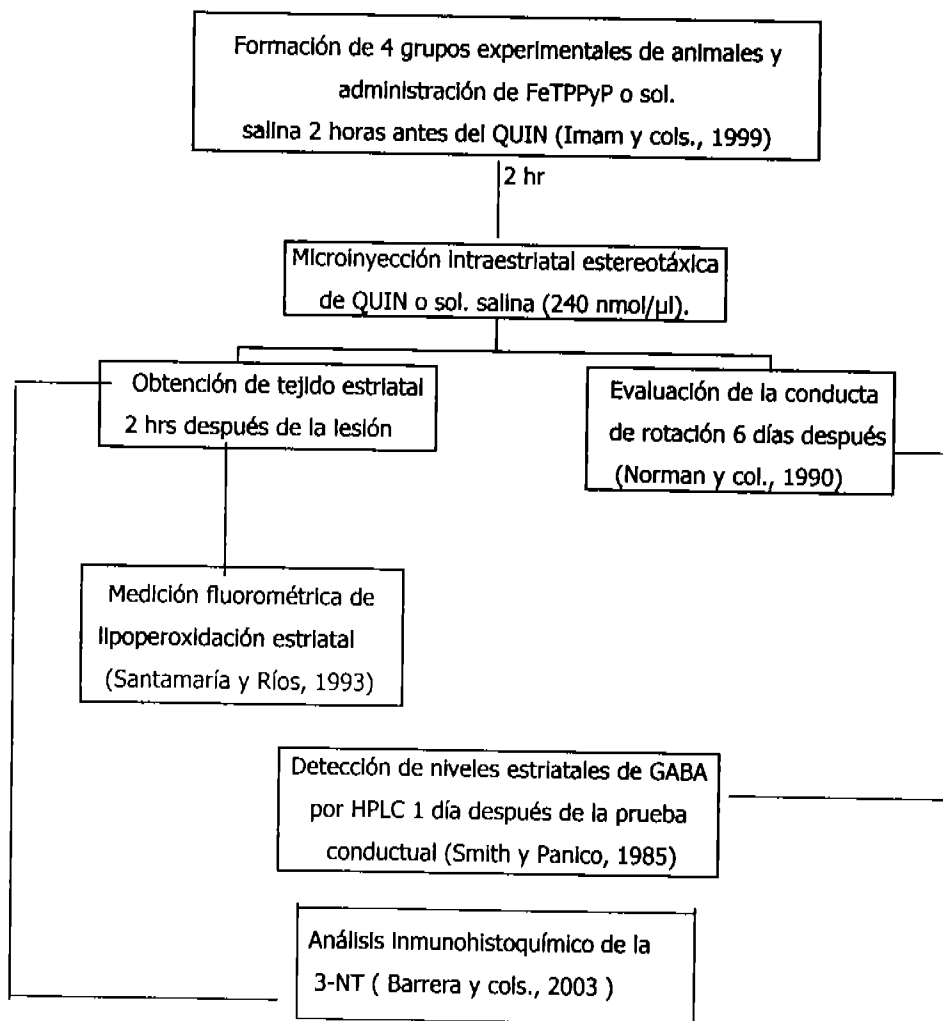 Formación de 4 grupos experimentales de animales y
administración de FeTPPyP o sol.
salina 2 horas antes del QUIN (Imam y cols., 1999)
2 hr
Microinyección intraestriatal estereotáxica
de QUIN o sol. salina (240 nmol/µl).
Obtención de tejido estriatal
2 hrs después de la lesión
Evaluación de la conducta
de rotación 6 días después
(Norman y col., 1990)
Medición fluorométrica de
lipoperoxidación estriatal
(Santamaría y Ríos, 1993)
Detección de niveles estriatales de GABA
por HPLC 1 día después de la prueba
conductual (Smith y Panico, 1985)
Análisis inmunohistoquímico de la
3-NT ( Barrera y cols., 2003 )